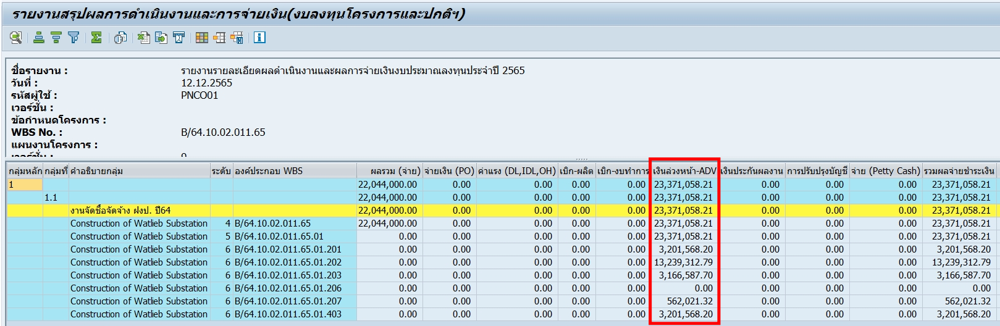 รายงานสรุปผลการดำเนินงานและการจ่ายเงิน(งบลงทุนโครงการและปกติฯ)
ชื่อรายงาน : รายงานรายละเอียดผลดำเนินงานและผลการจ่ายเงินงบประมาณลงทุนประจำปี 2565
วันที่ : 12.12.2565
รหัสผู้ใช้ : PNCO01
เวอร์ชั่น :
ข้อกำหนดโครงการ :
WBS No. : B/64.10.02.011.65
แผนงานโครงการ :
เวอร์ชั่น : 0
กลุ่มหลัก กลุ่มที่ คำอธิบายกลุ่ม ระดับ องค์ประกอบ WBS ผลรวม (จ่าย) จ่ายเงิน (PO) ค่าแรง (DL,IDL,OH) เบิก-ผลิต เบิก-งบทำการ เงินล่วงหน้า-ADV เงินประกันผลงาน การปรับปรุงบัญชี จ่าย (Petty Cash) รวมผลจ่ายชำระเงิน
1 22,044,000.00 0.00 0.00 0.00 0.00 23,371,058.21 0.00 0.00 0.00 23,371,058.21
1.1 22,044,000.00 0.00 0.00 0.00 0.00 23,371,058.21 0.00 0.00 0.00 23,371,058.21
งานจัดซื้อจัดจ้าง ฝงป. ปี64 22,044,000.00 0.00 0.00 0.00 0.00 23,371,058.21 0.00 0.00 0.00 23,371,058.21
Construction of Watlieb Substation 4 B/64.10.02.011.65 22,044,000.00 0.00 0.00 0.00 0.00 23,371,058.21 0.00 0.00 0.00 23,371,058.21
Construction of Watlieb Substation 5 B/64.10.02.011.65.01 0.00 0.00 0.00 0.00 0.00 23,371,058.21 0.00 0.00 0.00 23,371,058.21
Construction of Watlieb Substation 6 B/64.10.02.011.65.01.201 0.00 0.00 0.00 0.00 0.00 3,201,568.20 0.00 0.00 0.00 3,201,568.20
Construction of Watlieb Substation 6 B/64.10.02.011.65.01.202 0.00 0.00 0.00 0.00 0.00 13,239,312.79 0.00 0.00 0.00 13,239,312.79
Construction of Watlieb Substation 6 B/64.10.02.011.65.01.203 0.00 0.00 0.00 0.00 0.00 3,166,587.70 0.00 0.00 0.00 3,166,587.70
Construction of Watlieb Substation 6 B/64.10.02.011.65.01.206 0.00 0.00 0.00 0.00 0.00 0.00 0.00 0.00 0.00 0.00
Construction of Watlieb Substation 6 B/64.10.02.011.65.01.207 0.00 0.00 0.00 0.00 0.00 562,021.32 0.00 0.00 0.00 562,021.32
Construction of Watlieb Substation 6 B/64.10.02.011.65.01.403 0.00 0.00 0.00 0.00 0.00 3,201,568.20 0.00 0.00 0.00 3,201,568.20